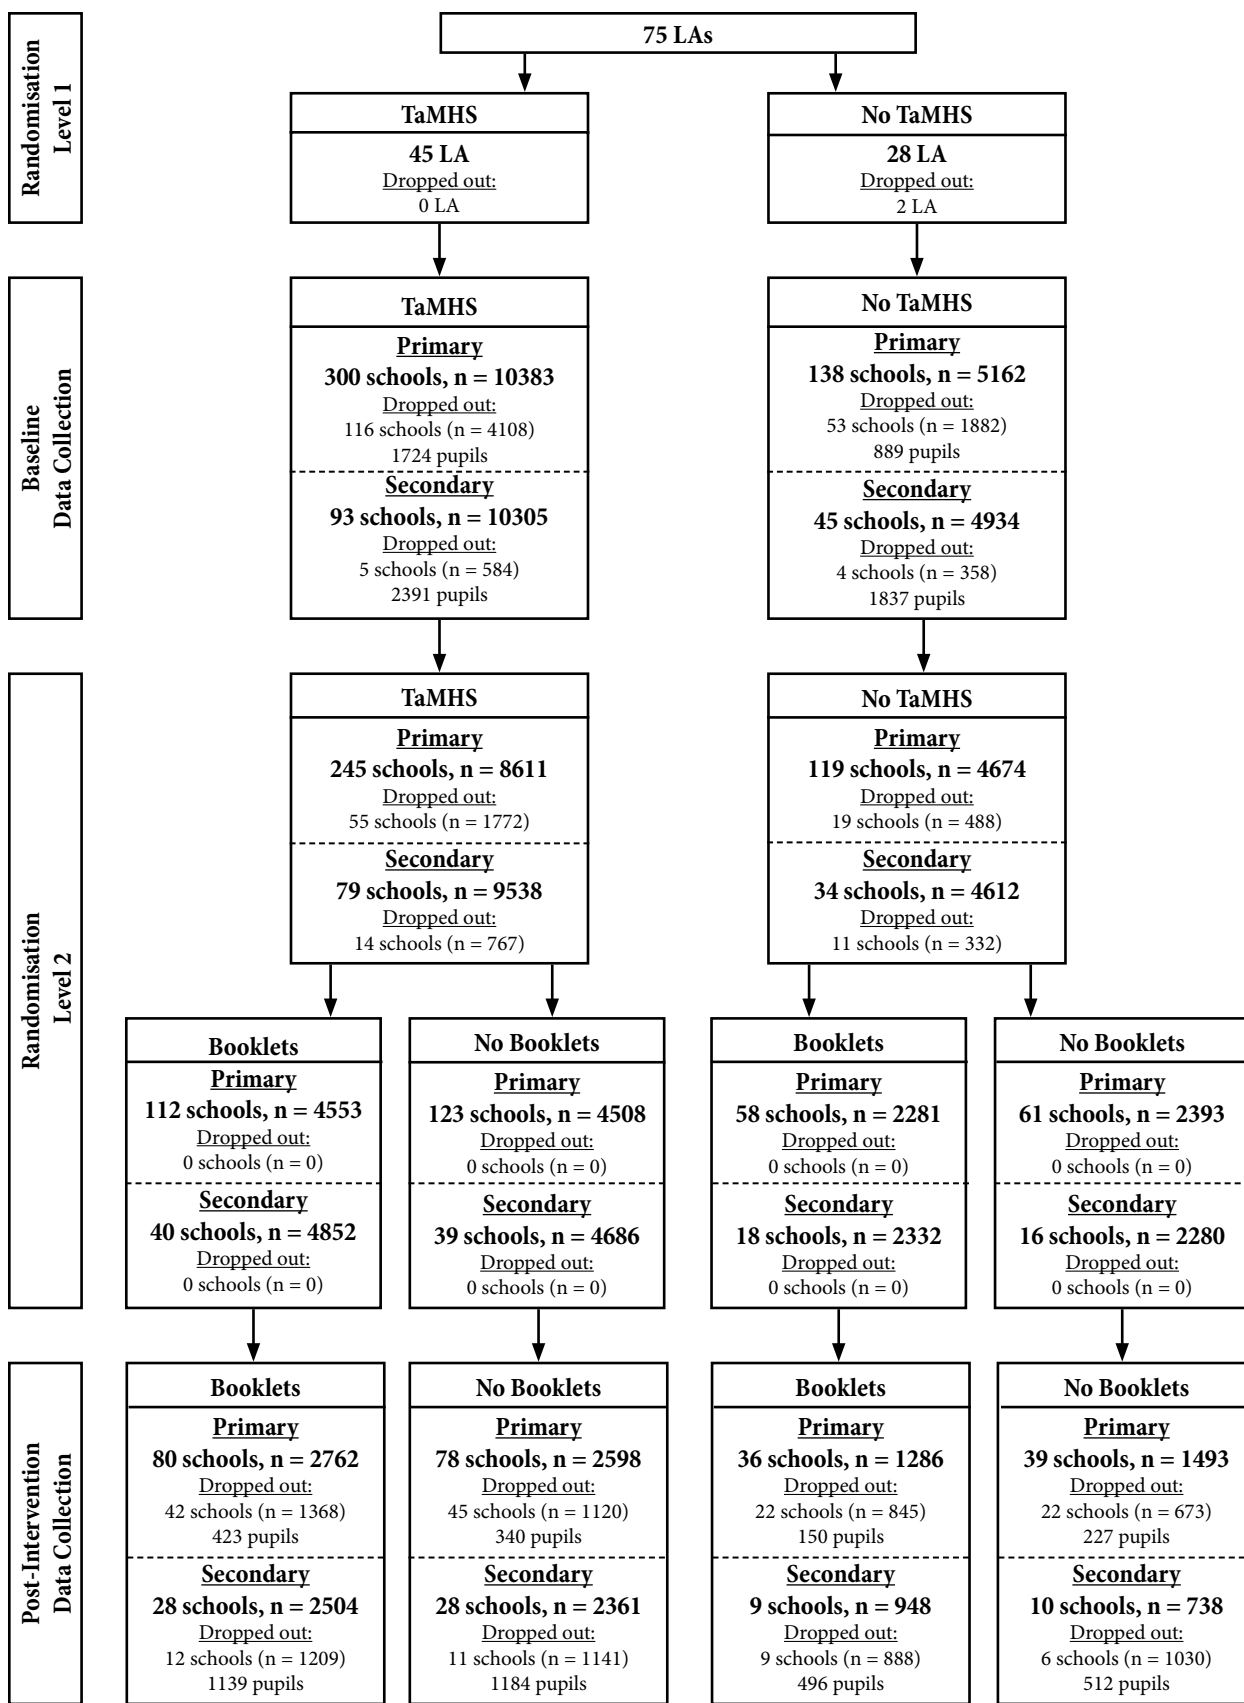 75 LAs
Randomisation
Level 1
TaMHS
45 LA
Dropped out:
0 LA
No TaMHS
28 LA
Dropped out:
2 LA
Baseline
Data Collection
TaMHS
Primary
300 schools, n = 10383
Dropped out:
116 schools (n = 4108)
1724 pupils
Secondary
93 schools, n = 10305
Dropped out:
5 schools (n = 584)
2391 pupils
No TaMHS
Primary
138 schools, n = 5162
Dropped out:
53 schools (n = 1882)
889 pupils
Secondary
45 schools, n = 4934
Dropped out:
4 schools (n = 358)
1837 pupils
Randomisation
Level 2
TaMHS
Primary
245 schools, n = 8611
Dropped out:
55 schools (n = 1772)
Secondary
79 schools, n = 9538
Dropped out:
14 schools (n = 767)
No TaMHS
Primary
119 schools, n = 4674
Dropped out:
19 schools (n = 488)
Secondary
34 schools, n = 4612
Dropped out:
11 schools (n = 332)
Booklets
Primary
112 schools, n = 4553
Dropped out:
0 schools (n = 0)
Secondary
40 schools, n = 4852
Dropped out:
0 schools (n = 0)
No Booklets
Primary
123 schools, n = 4508
Dropped out:
0 schools (n = 0)
Secondary
39 schools, n = 4686
Dropped out:
0 schools (n = 0)
Booklets
Primary
58 schools, n = 2281
Dropped out:
0 schools (n = 0)
Secondary
18 schools, n = 2332
Dropped out:
0 schools (n = 0)
No Booklets
Primary
61 schools, n = 2393
Dropped out:
0 schools (n = 0)
Secondary
16 schools, n = 2280
Dropped out:
0 schools (n = 0)
Post-Intervention
Data Collection
Booklets
Primary
80 schools, n = 2762
Dropped out:
42 schools (n = 1368)
423 pupils
Secondary
28 schools, n = 2504
Dropped out:
12 schools (n = 1209)
1139 pupils
No Booklets
Primary
78 schools, n = 2598
Dropped out:
45 schools (n = 1120)
340 pupils
Secondary
28 schools, n = 2361
Dropped out:
11 schools (n = 1141)
1184 pupils
Booklets
Primary
36 schools, n = 1286
Dropped out:
22 schools (n = 845)
150 pupils
Secondary
9 schools, n = 948
Dropped out:
9 schools (n = 888)
496 pupils
No Booklets
Primary
39 schools, n = 1493
Dropped out:
22 schools (n = 673)
227 pupils
Secondary
10 schools, n = 738
Dropped out:
6 schools (n = 1030)
512 pupils